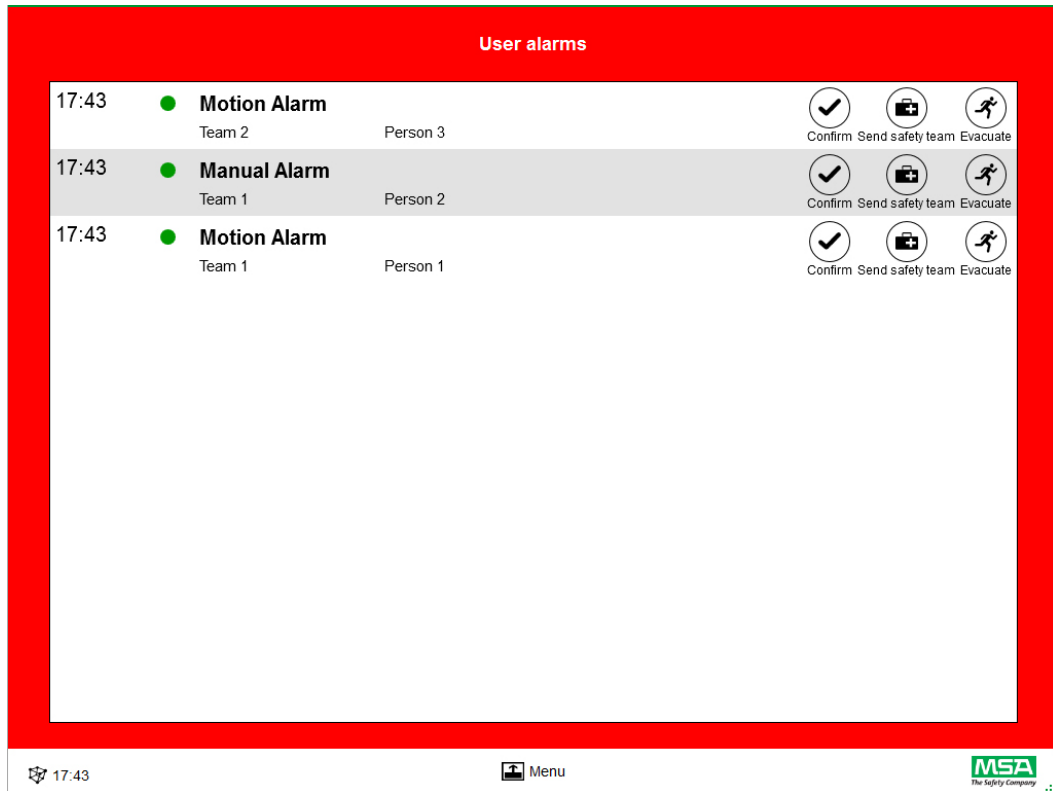 User alarms
17:43 Motion Alarm
Team 2 Person 3
Confirm Send safety team Evacuate
17:43 Manual Alarm
Team 1 Person 2
Confirm Send safety team Evacuate
17:43 Motion Alarm
Team 1 Person 1
Confirm Send safety team Evacuate
17:43 Menu MSA
The Safety Company